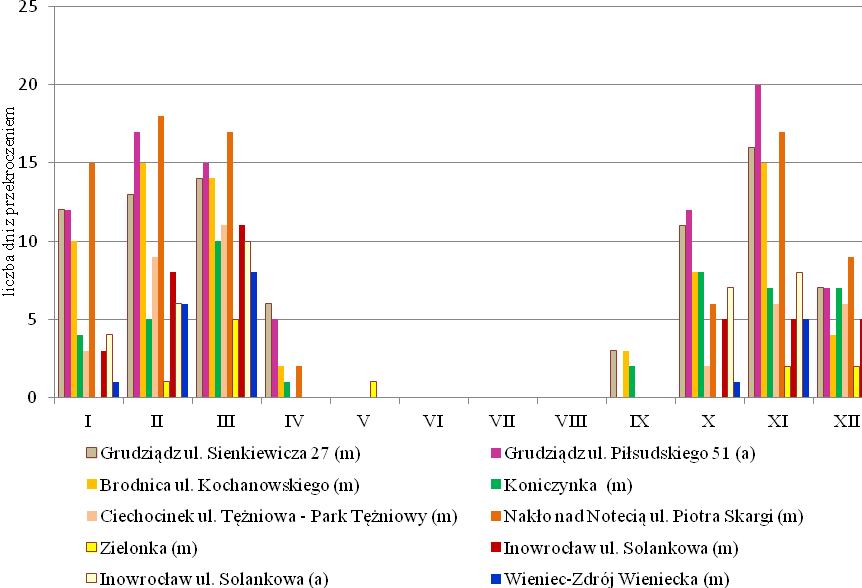 25
20
15
10
5
0
liczba dni z przekroczeniem
I II III IV V VI VII VIII IX X XI XII
Grudziądz ul. Sienkiewicza 27 (m) Grudziądz ul. Piłsudskiego 51 (a)
Brodnica ul. Kochanowskiego (m) Koniczynka (m)
Ciechocinek ul. Tężniowa - Park Tężniowy (m) Nakło nad Notecią ul. Piotra Skargi (m)
Zielonka (m) Inowrocław ul. Solankowa (m)
Inowrocław ul. Solankowa (a) Wieniec-Zdrój Wieniecka (m)